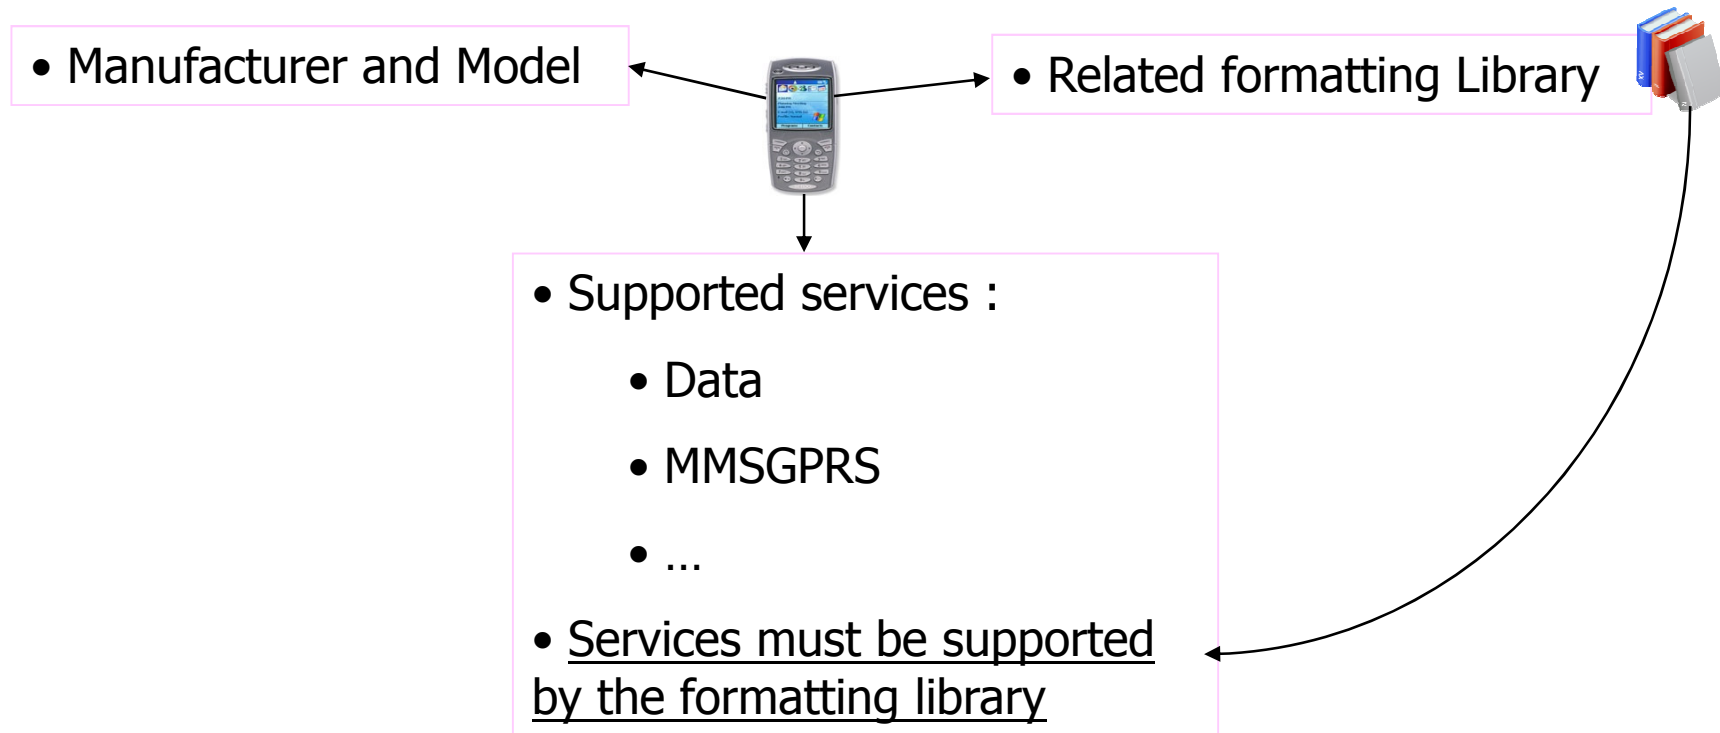 • Manufacturer and Model
• Related formatting Library
• Supported services :
• Data
• MMSGPRS
• ...
• Services must be supported
by the formatting library